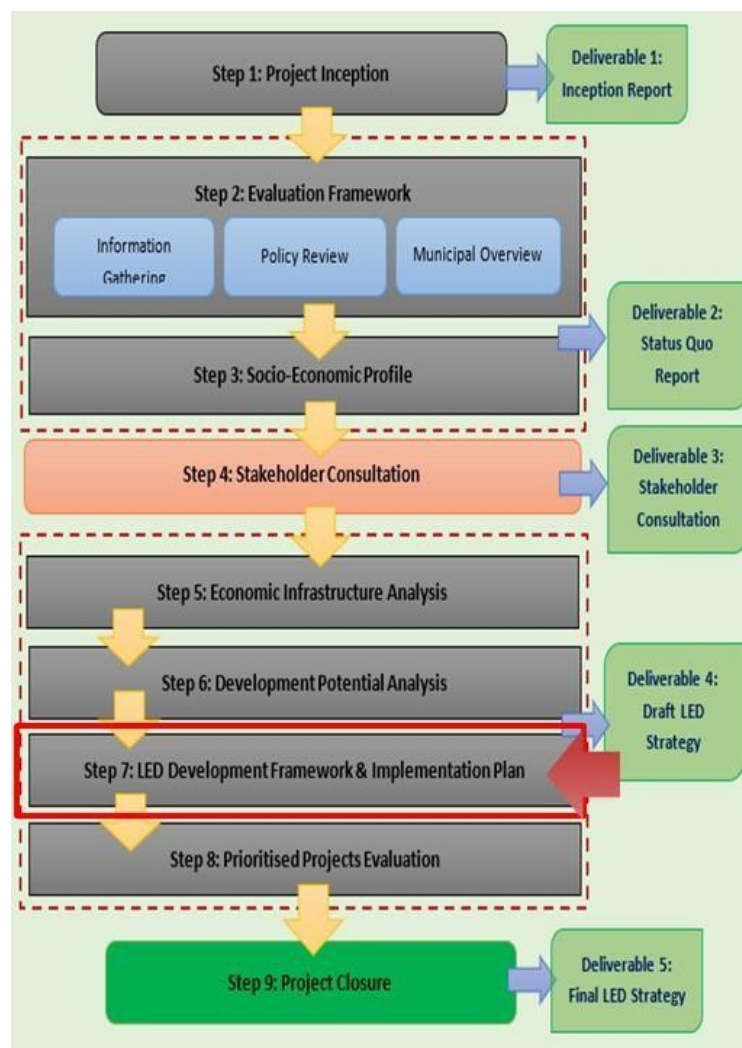 Step 1: Project Inception
Deliverable 1:
Inception Report
Step 2: Evaluation Framework
Information
Gathering
Policy Review
Municipal Overview
Deliverable 2:
Status Quo
Report
Step 3: Socio-Economic Profile
Step 4: Stakeholder Consultation
Deliverable 3:
Stakeholder
Consultation
Step 5: Economic Infrastructure Analysis
Step 6: Development Potential Analysis
Deliverable 4:
Draft LED
Strategy
Step 7: LED Development Framework & Implementation Plan
Step 8: Prioritised Projects Evaluation
Step 9: Project Closure
Deliverable 5:
Final LED Strategy